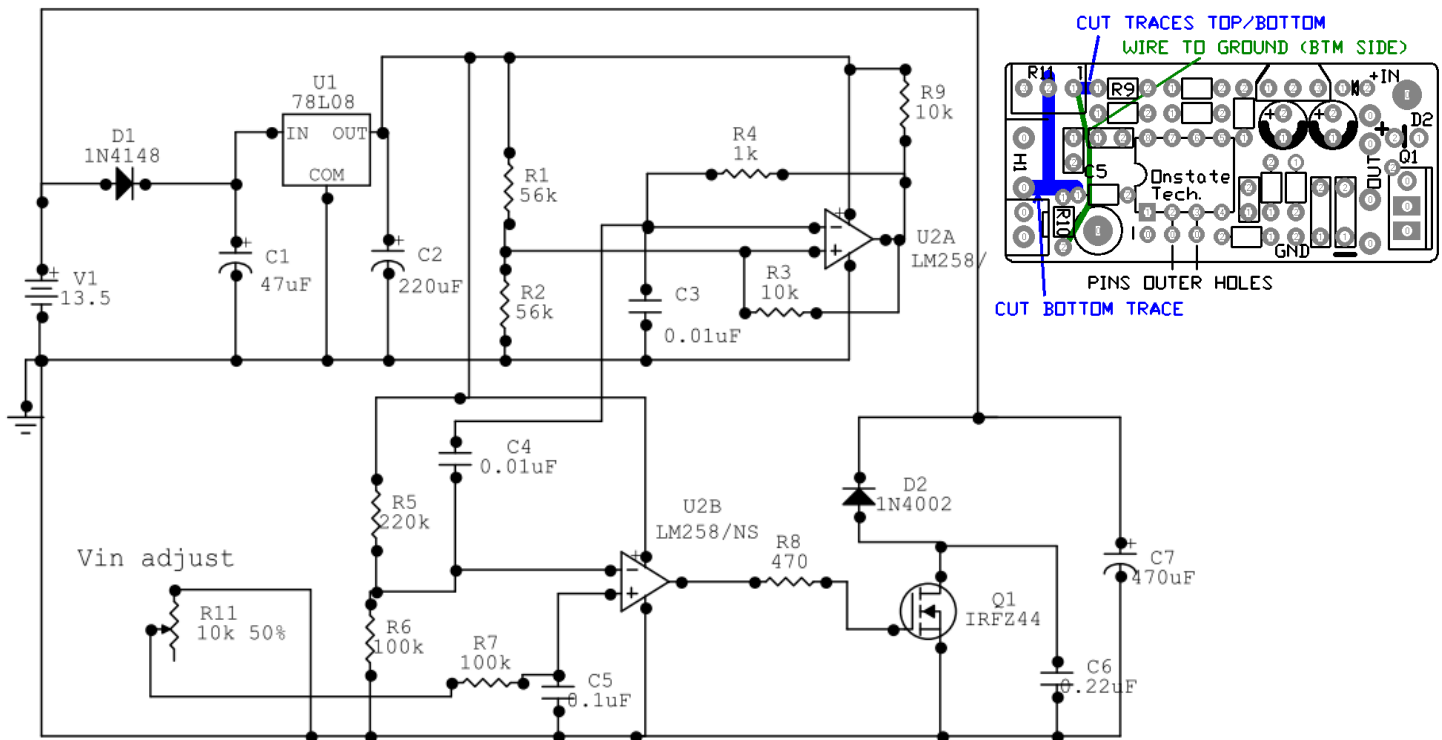 CUT TRACES TOP/BOTTOM
WIRE TO GROUND (BTM SIDE)
R11 1 R9 +IN
D2
+
Q1
OUT
H1
C5
Onstate
Tech.
R10
1
GND
PINS OUTER HOLES
CUT BOTTOM TRACE
U1
78L08
IN OUT
COM
D1
1N4148
R9
10k
R4
1k
R1
56k
C1
47uF
C2
220uF
V1
13.5
R2
56k
R3
10k
U2A
LM258/
C3
0.01uF
C4
0.01uF
R5
220k
U2B
LM258/NS
D2
1N4002
R8
470
C7
470uF
Vin adjust
R11
10k 50%
R6
100k
R7
100k
C5
0.1uF
Q1
IRFZ44
C6
0.22uF